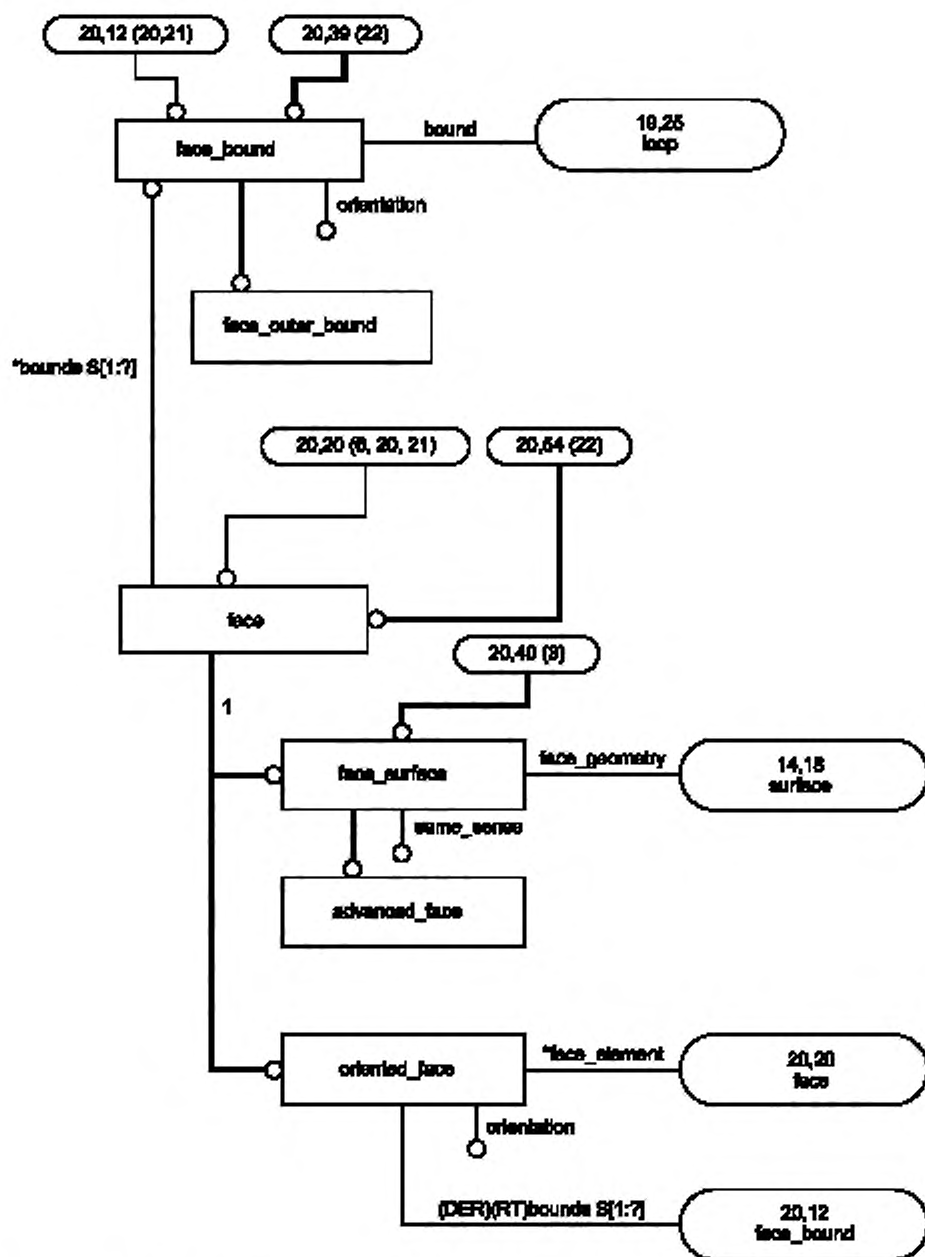 20,12 (20,21)
20,39 (22)
face_bound
bound
19,25
loop
orientation
face_outer_bound
*bounds S[1:?]
20,20 (6, 20, 21)
20,54 (22)
face
20,40 (3)
1
face_surface
face_geometry
14,18
surface
same_sense
advanced_face
oriented_face
*face_element
20,20
face
orientation
(DER)(RT)bounds S[1:?]
20,12
face_bound